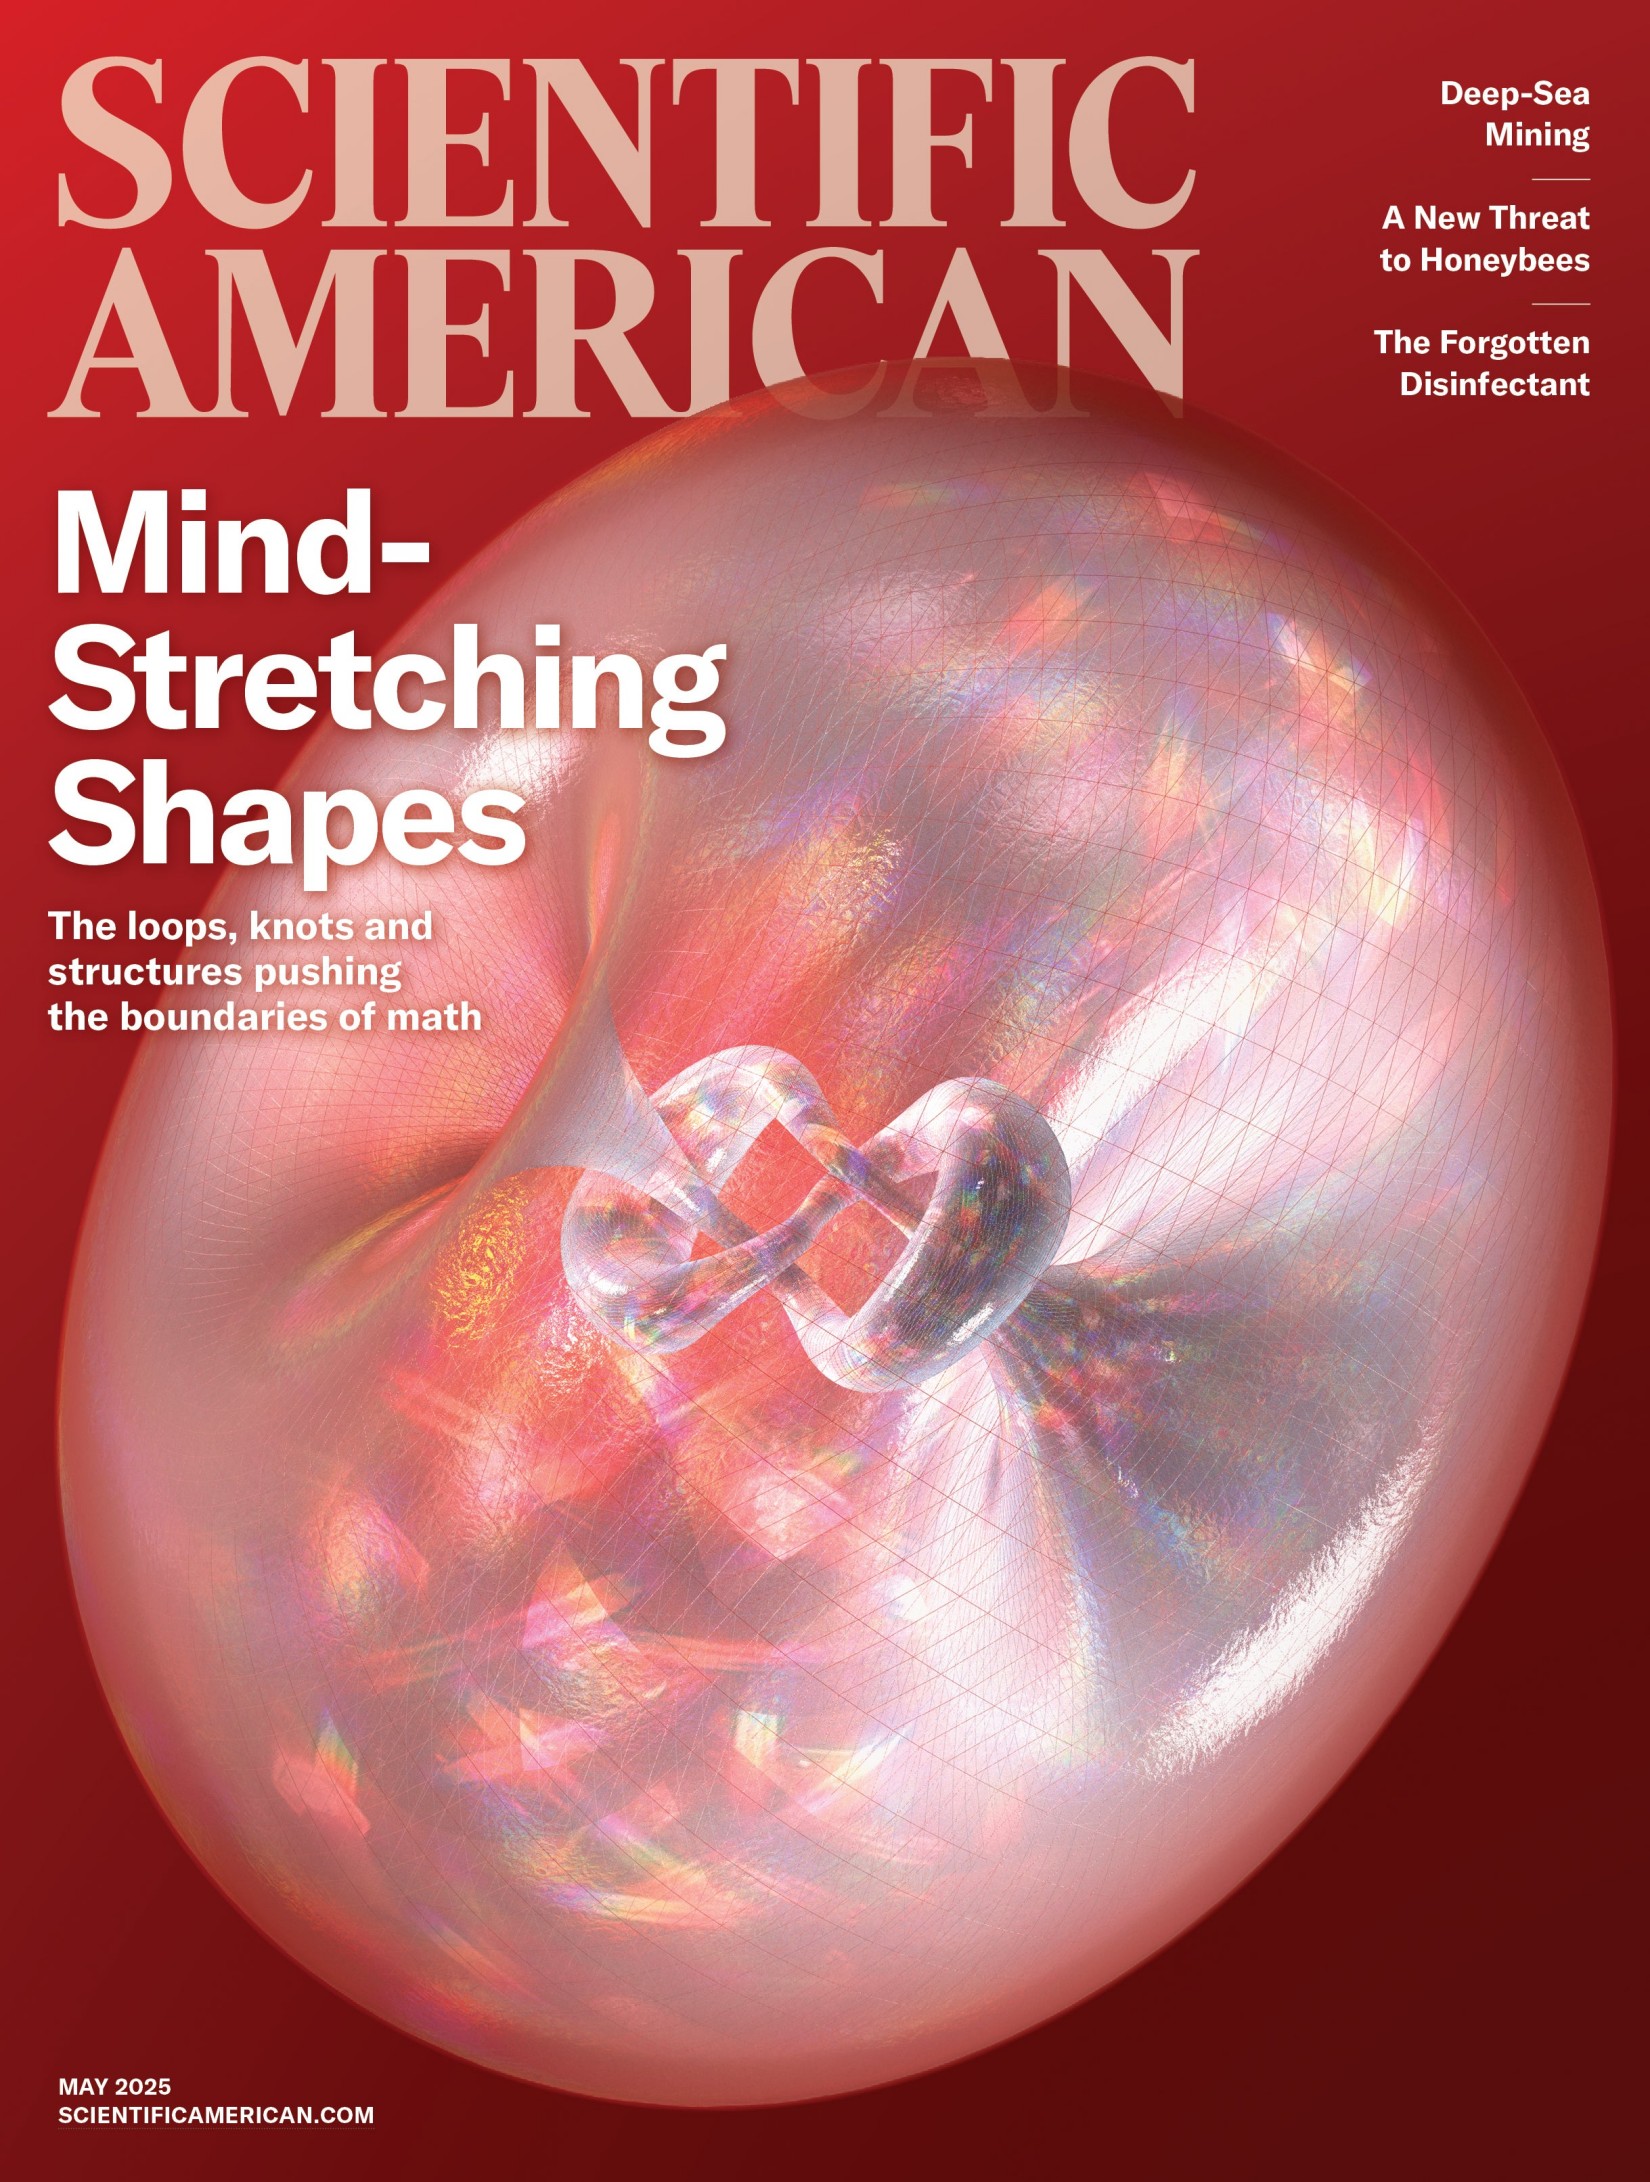 SCIENTIFIC
AMERICAN
Deep-Sea
Mining
A New Threat
to Honeybees
The Forgotten
Disinfectant
Mind-
Stretching
Shapes
The loops, knots and
structures pushing
the boundaries of math
MAY 2025
SCIENTIFICAMERICAN.COM